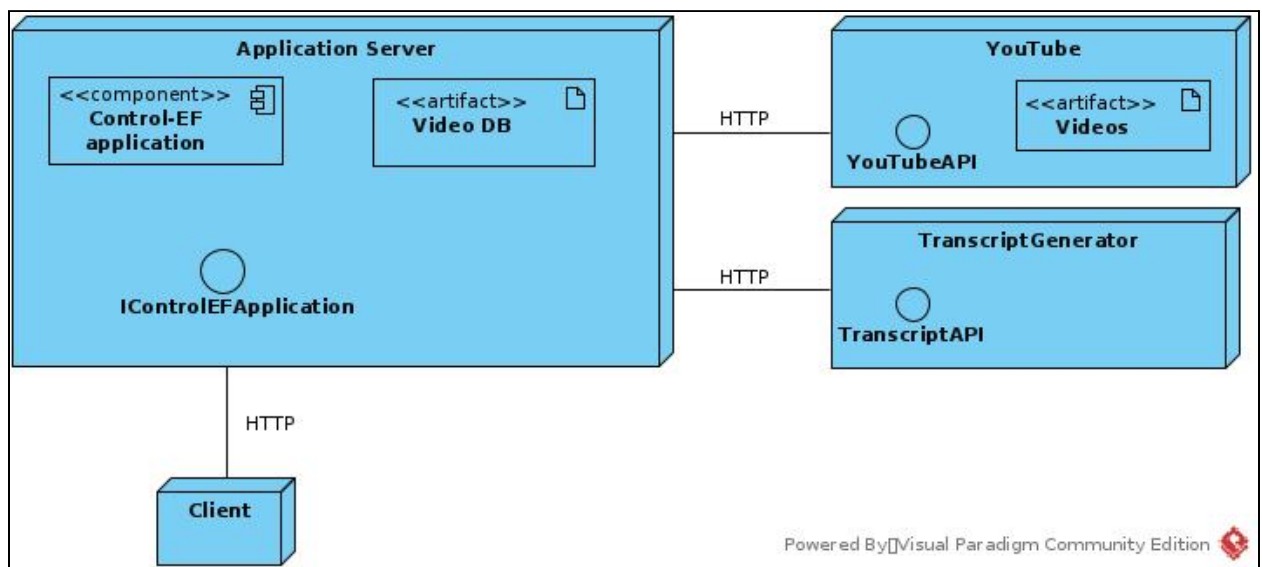 Application Server
<<component>>
Control-EF
application
<<artifact>>
Video DB
IControlEFApplication
HTTP
YouTube
<<artifact>>
Videos
YouTubeAPI
HTTP
TranscriptGenerator
TranscriptAPI
HTTP
Client
Powered By▯Visual Paradigm Community Edition